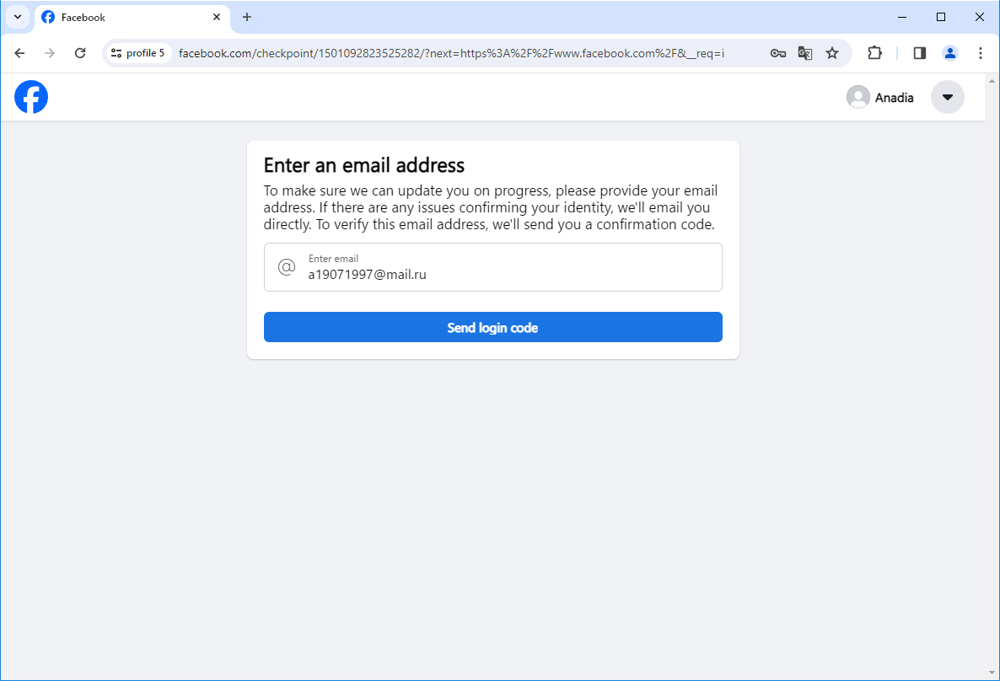 Facebook
profile 5
facebook.com/checkpoint/1501092823525282/?next=https%3A%2F%2Fwww.facebook.com%2F&__req=i
Anadia
Enter an email address
To make sure we can update you on progress, please provide your email
address. If there are any issues confirming your identity, we'll email you
directly. To verify this email address, we'll send you a confirmation code.
@
Enter email
a19071997@mail.ru
Send login code